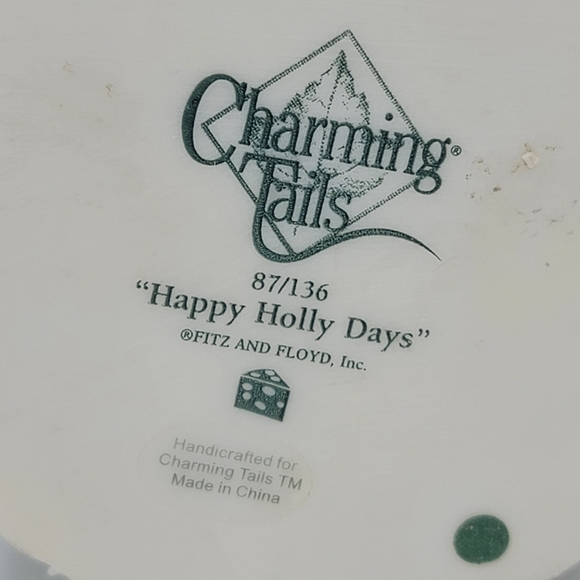 Charming®
Tails
87/136
“Happy Holly Days”
®FITZ AND FLOYD, Inc.
Handicrafted for
Charming Tails TM
Made in China